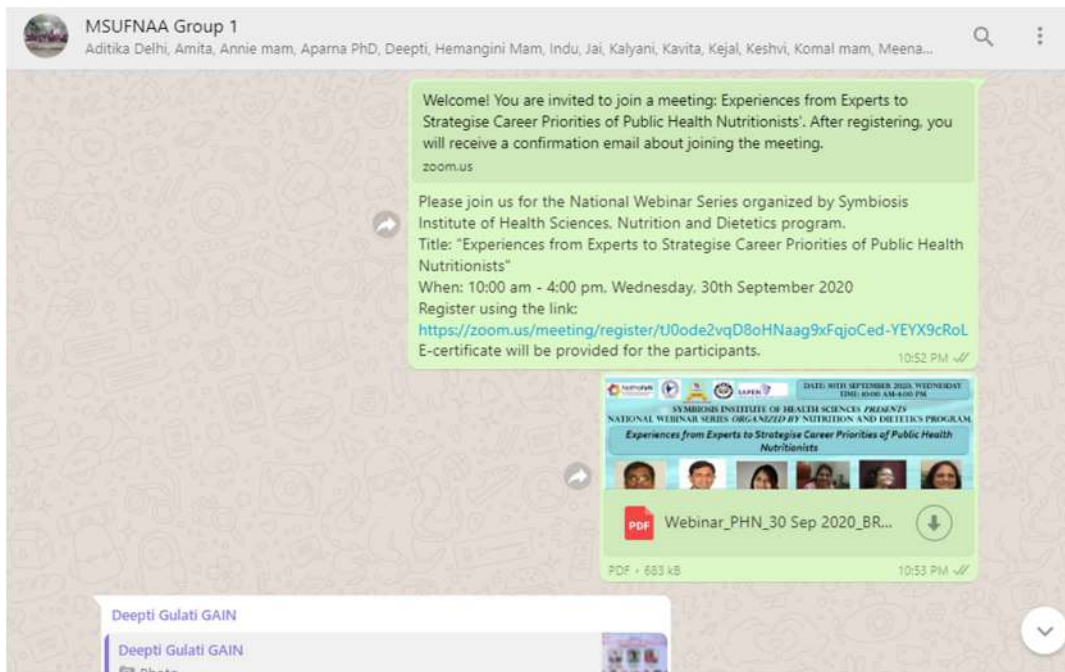 MSUFNAA Group 1
Aditika Delhi, Amita, Annie mam, Aparna PhD, Deepti, Hemangini Mam, Indu, Jai, Kalyani, Kavita, Kejal, Keshvi, Komal mam, Meena...
Welcome! You are invited to join a meeting: Experiences from Experts to
Strategise Career Priorities of Public Health Nutritionists'. After registering, you
will receive a confirmation email about joining the meeting.
zoom.us
Please join us for the National Webinar Series organized by Symbiosis
Institute of Health Sciences, Nutrition and Dietetics program.
Title: "Experiences from Experts to Strategise Career Priorities of Public Health
Nutritionists"
When: 10:00 am - 4:00 pm, Wednesday, 30th September 2020
Register using the link:
https://zoom.us/meeting/register/tJ0ode2vqD8oHNaag9xFqjoCed-YEYX9cRoL
E-certificate will be provided for the participants.
10:52 PM
DATE: 30TH SEPTEMBER 2020, WEDNESDAY
TIME: 10:00 AM-4:00 PM
SYMBIOSIS INSTITUTE OF HEALTH SCIENCES PRESENTS
NATIONAL WEBINAR SERIES ORGANIZED BY NUTRITION AND DIETETICS PROGRAM
Experiences from Experts to Strategise Career Priorities of Public Health
Nutritionists
PDF
Webinar_PHN_30 Sep 2020_BR...
PDF • 683 kB
10:53 PM
Deepti Gulati GAIN
Deepti Gulati GAIN
Photo